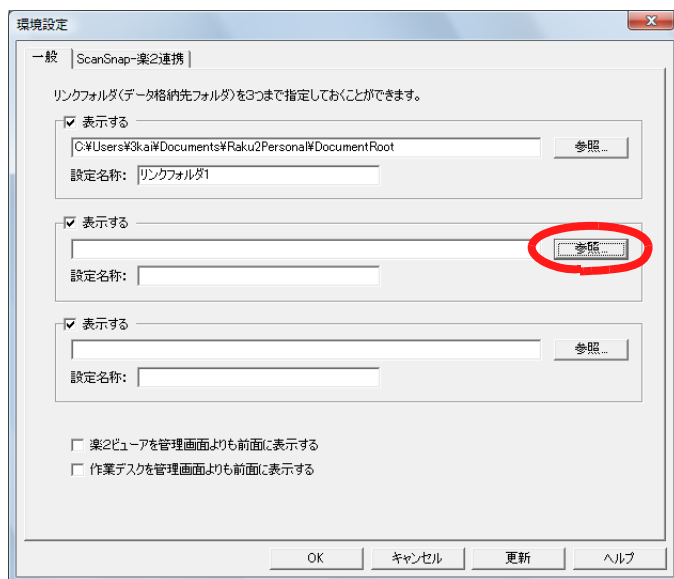 環境設定
一般
ScanSnap-楽2連携
リンクフォルダ(データ格納先フォルダ)を3つまで指定しておくことができます。
表示する
C:¥Users¥3kai¥Documents¥Raku2Personal¥DocumentRoot
参照...
設定名称:
リンクフォルダ1
表示する
参照...
設定名称:
表示する
参照...
設定名称:
楽2ビューアを管理画面よりも前面に表示する
作業デスクを管理画面よりも前面に表示する
OK
キャンセル
更新
ヘルプ